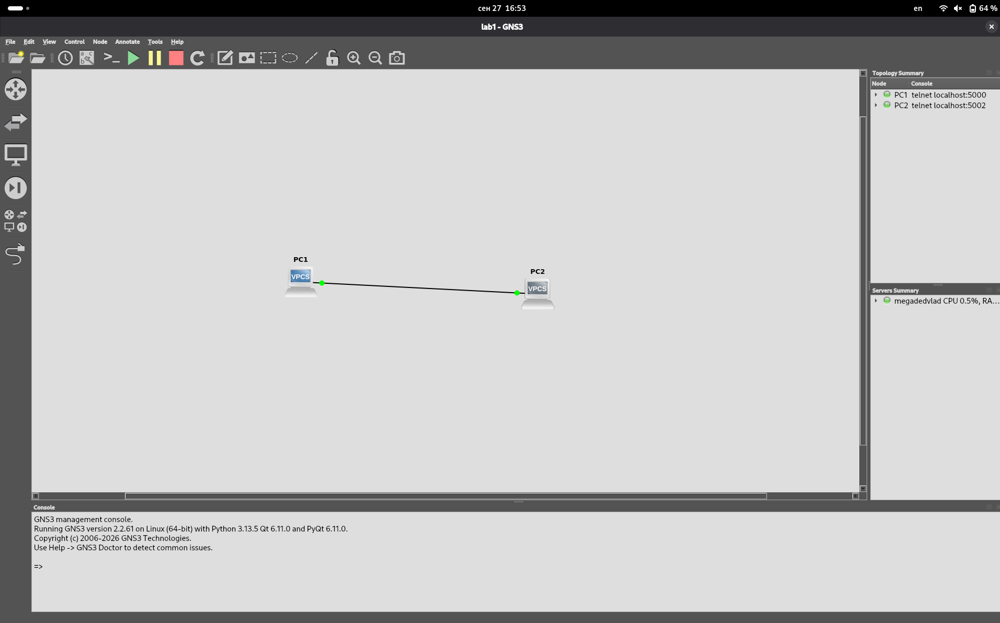 сен 27 16:53
en
64 %
lab1 - GNS3
File Edit View Control Node Annotate Tools Help
a c
b
>_
Topology Summary
Node Console
PC1 telnet localhost:5000
PC2 telnet localhost:5002
PC1
VPCS
PC2
VPCS
Servers Summary
megadedvlad CPU 0.5%, RA...
Console
GNS3 management console.
Running GNS3 version 2.2.61 on Linux (64-bit) with Python 3.13.5 Qt 6.11.0 and PyQt 6.11.0.
Copyright (c) 2006-2026 GNS3 Technologies.
Use Help -> GNS3 Doctor to detect common issues.
=>